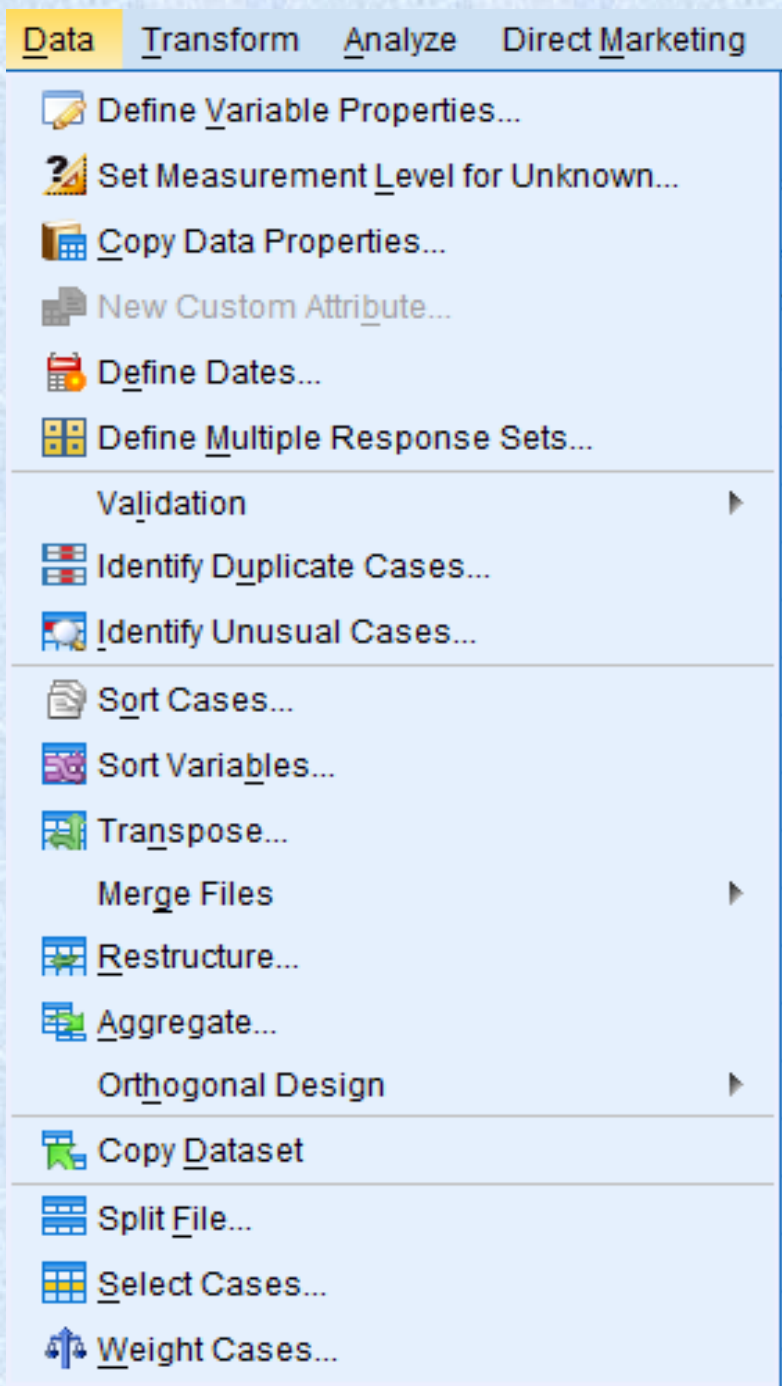 Data Transform Analyze Direct Marketing
Define Variable Properties...
Set Measurement Level for Unknown...
Copy Data Properties...
New Custom Attribute...
Define Dates...
Define Multiple Response Sets...
Validation
Identify Duplicate Cases...
Identify Unusual Cases...
Sort Cases...
Sort Variables...
Transpose...
Merge Files
Restructure...
Aggregate...
Orthogonal Design
Copy Dataset
Split File...
Select Cases...
Weight Cases...